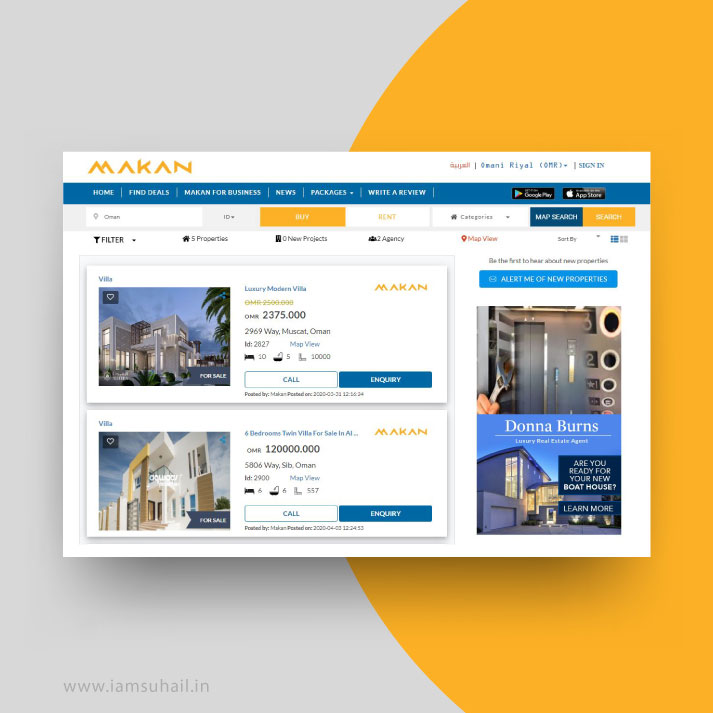 MAKAN
العربية | Omani Riyal (OMR) | SIGN IN
HOME | FIND DEALS | MAKAN FOR BUSINESS | NEWS | PACKAGES | WRITE A REVIEW |
GET IT ON Google Play
App Store
Oman
ID
BUY
RENT
Categories
MAP SEARCH
SEARCH
FILTER
5 Properties
0 New Projects
2 Agency
Map View
Sort By
Be the first to hear about new properties
ALERT ME OF NEW PROPERTIES
Villa
FOR SALE
Luxury Modern Villa
MAKAN
OMR 2500.000
OMR 2375.000
2969 Way, Muscat, Oman
Id: 2827 Map View
10 5 10000
CALL
ENQUIRY
Posted by: Makan Posted on: 2020-03-31 12:16:24
Villa
FOR SALE
6 Bedrooms Twin Villa For Sale In Al ...
MAKAN
OMR 120000.000
5806 Way, Sib, Oman
Id: 2900 Map View
6 6 557
CALL
ENQUIRY
Posted by: Makan Posted on: 2020-04-03 12:24:53
2
Donna Burns
Luxury Real Estate Agent
ARE YOU
READY FOR
YOUR NEW
BOAT HOUSE?
LEARN MORE
www.iamsuhail.in